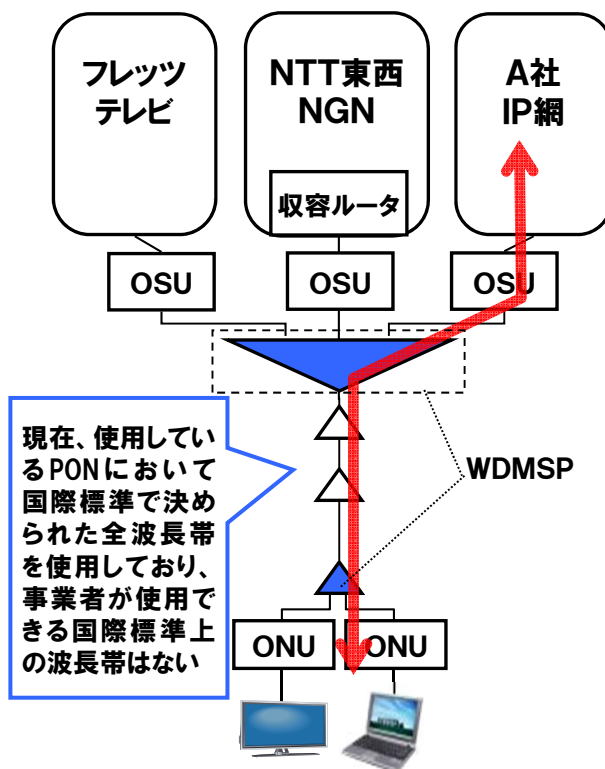 フレッツ
テレビ
NTT東西
NGN
収容ルータ
A社
IP網
OSU
OSU
OSU
現在、使用してい
るPONにおいて
国際標準で決め
られた全波長帯
を使用しており、
事業者が使用で
きる国際標準上
の波長帯はない
WDMSP
ONU
ONU